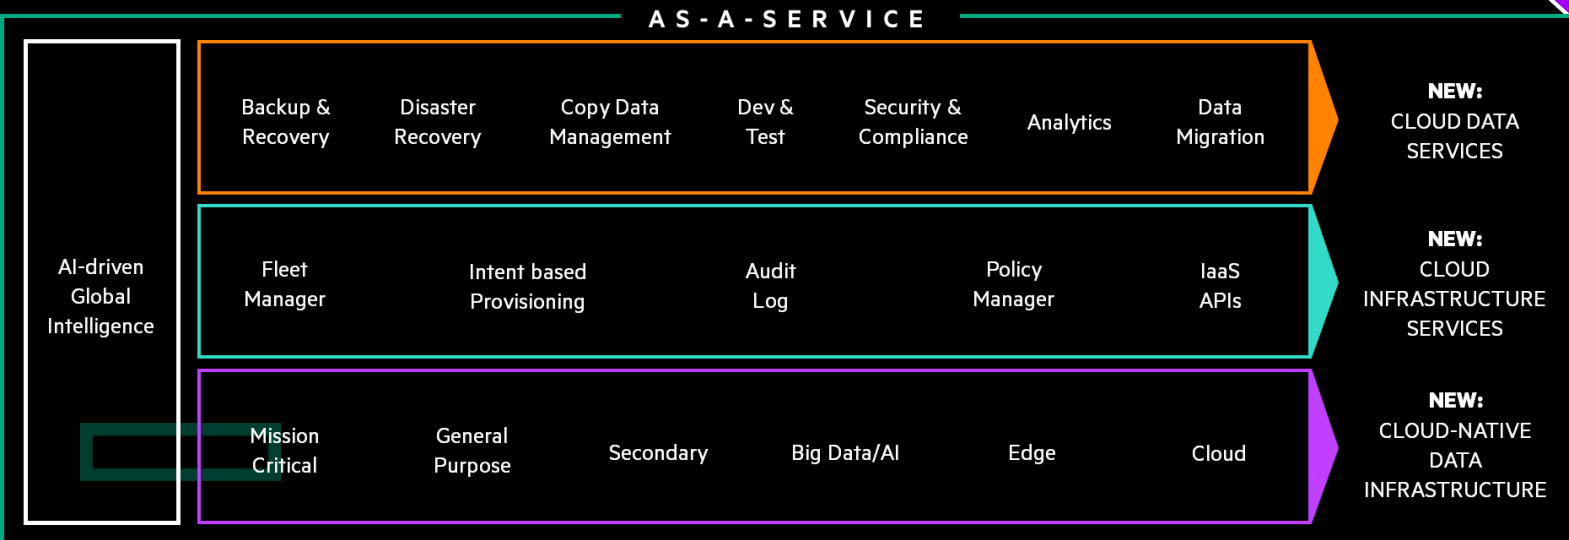 AS-A-SERVICE
AI-driven
Global
Intelligence
Backup &
Recovery
Disaster
Recovery
Copy Data
Management
Dev &
Test
Security &
Compliance
Analytics
Data
Migration
NEW:
CLOUD DATA
SERVICES
Fleet
Manager
Intent based
Provisioning
Audit
Log
Policy
Manager
IaaS
APIs
NEW:
CLOUD
INFRASTRUCTURE
SERVICES
Mission
Critical
General
Purpose
Secondary
Big Data/AI
Edge
Cloud
NEW:
CLOUD-NATIVE
DATA
INFRASTRUCTURE